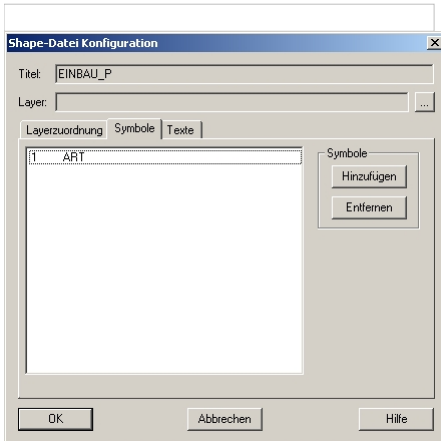 Shape-Datei Konfiguration
Titel: EINBAU_P
Layer: ...
Layerzuordnung Symbole Texte
1 ART
Symbole
Hinzufügen
Entfernen
OK Abbrechen Hilfe